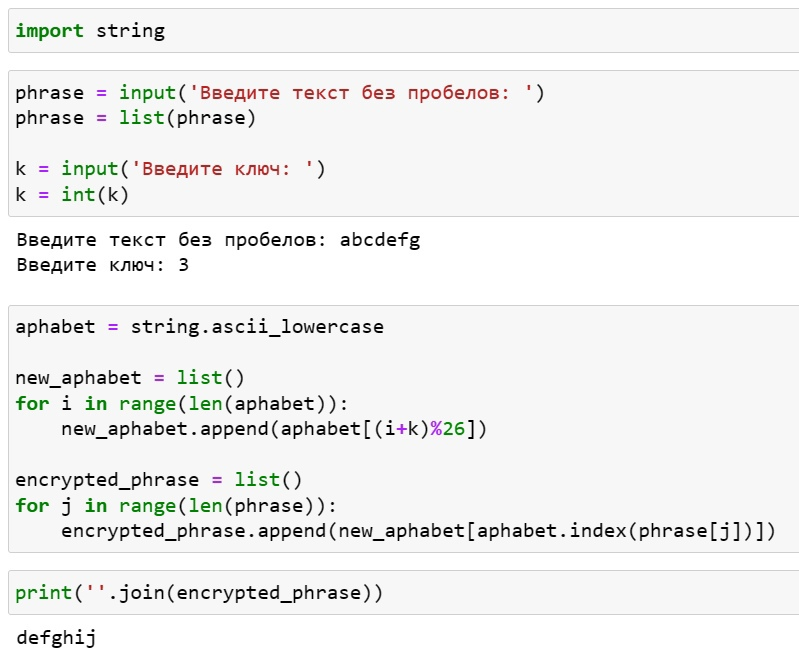 import string
phrase = input('Введите текст без пробелов: ')
phrase = list(phrase)
k = input('Введите ключ: ')
k = int(k)
Введите текст без пробелов: abcdefg
Введите ключ: 3
aphabet = string.ascii_lowercase
new_aphabet = list()
for i in range(len(aphabet)):
    new_aphabet.append(aphabet[(i+k)%26])
encrypted_phrase = list()
for j in range(len(phrase)):
    encrypted_phrase.append(new_aphabet[aphabet.index(phrase[j])])
print(''.join(encrypted_phrase))
defghij